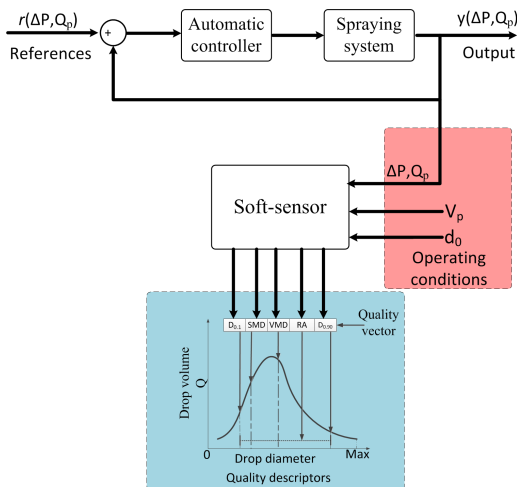 r(ΔP,Qp)
References
+
Automatic
controller
Spraying
system
y(ΔP,Qp)
Output
ΔP,Qp
Soft-sensor
Vp
d0
Operating
conditions
D0.1 SMD VMD RA D0.90
Quality
vector
Drop volume
Q
0
Drop diameter
Max
Quality descriptors